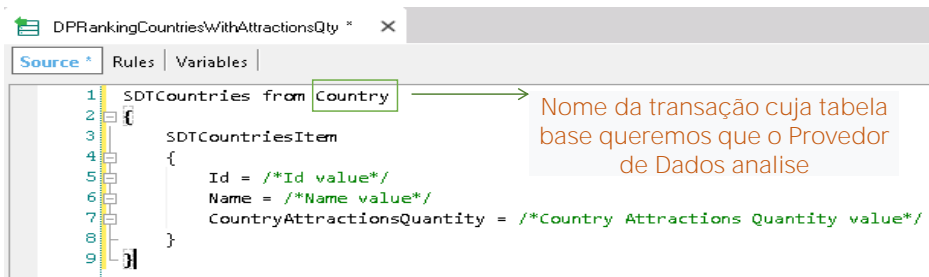 DPRankingCountriesWithAttractionsQty *
Source * Rules Variables
1 SDTCountries from Country
2 {
3 SDTCountriesItem
4 {
5 Id = /*Id value*/
6 Name = /*Name value*/
7 CountryAttractionsQuantity = /*Country Attractions Quantity value*/
8 }
9 }
Nome da transação cuja tabela
base queremos que o Provedor
de Dados analise